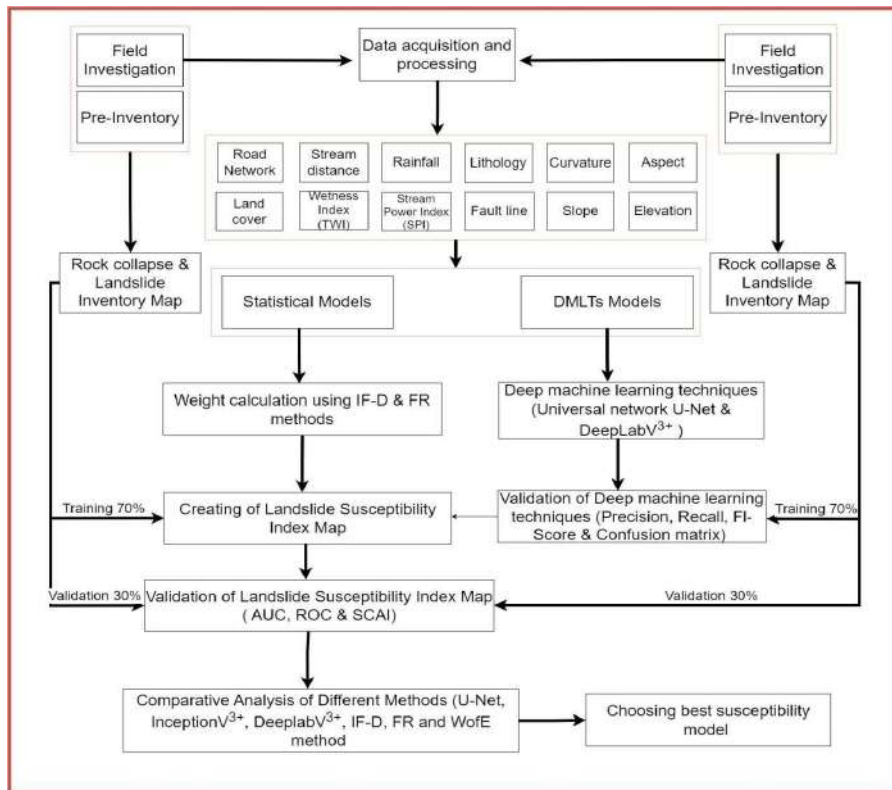 Field
Investigation
Pre-Inventory
Data acquisition and
processing
Field
Investigation
Pre-Inventory
Road
Network
Stream
distance
Rainfall
Lithology
Curvature
Aspect
Land
cover
Wetness
Index
(TWI)
Stream
Power Index
(SPI)
Fault line
Slope
Elevation
Rock collapse &
Landslide
Inventory Map
Rock collapse &
Landslide
Inventory Map
Statistical Models
DMLTs Models
Weight calculation using IF-D & FR
methods
Deep machine learning techniques
(Universal network U-Net &
DeepLabV3+ )
Training 70%
Creating of Landslide Susceptibility
Index Map
Validation of Deep machine learning
techniques (Precision, Recall, FI-
Score & Confusion matrix)
Training 70%
Validation 30%
Validation of Landslide Susceptibility Index Map
( AUC, ROC & SCAI)
Validation 30%
Comparative Analysis of Different Methods (U-Net,
InceptionV3+, DeeplabV3+, IF-D, FR and WofE
method
Choosing best susceptibility
model